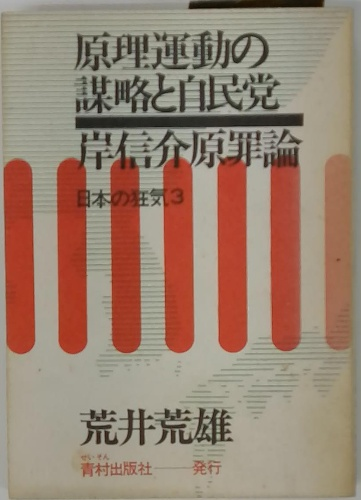 原理運動の
謀略と自民党
岸信介原罪論
日本の狂気3
荒井荒雄
せい・そん
青村出版社——発行